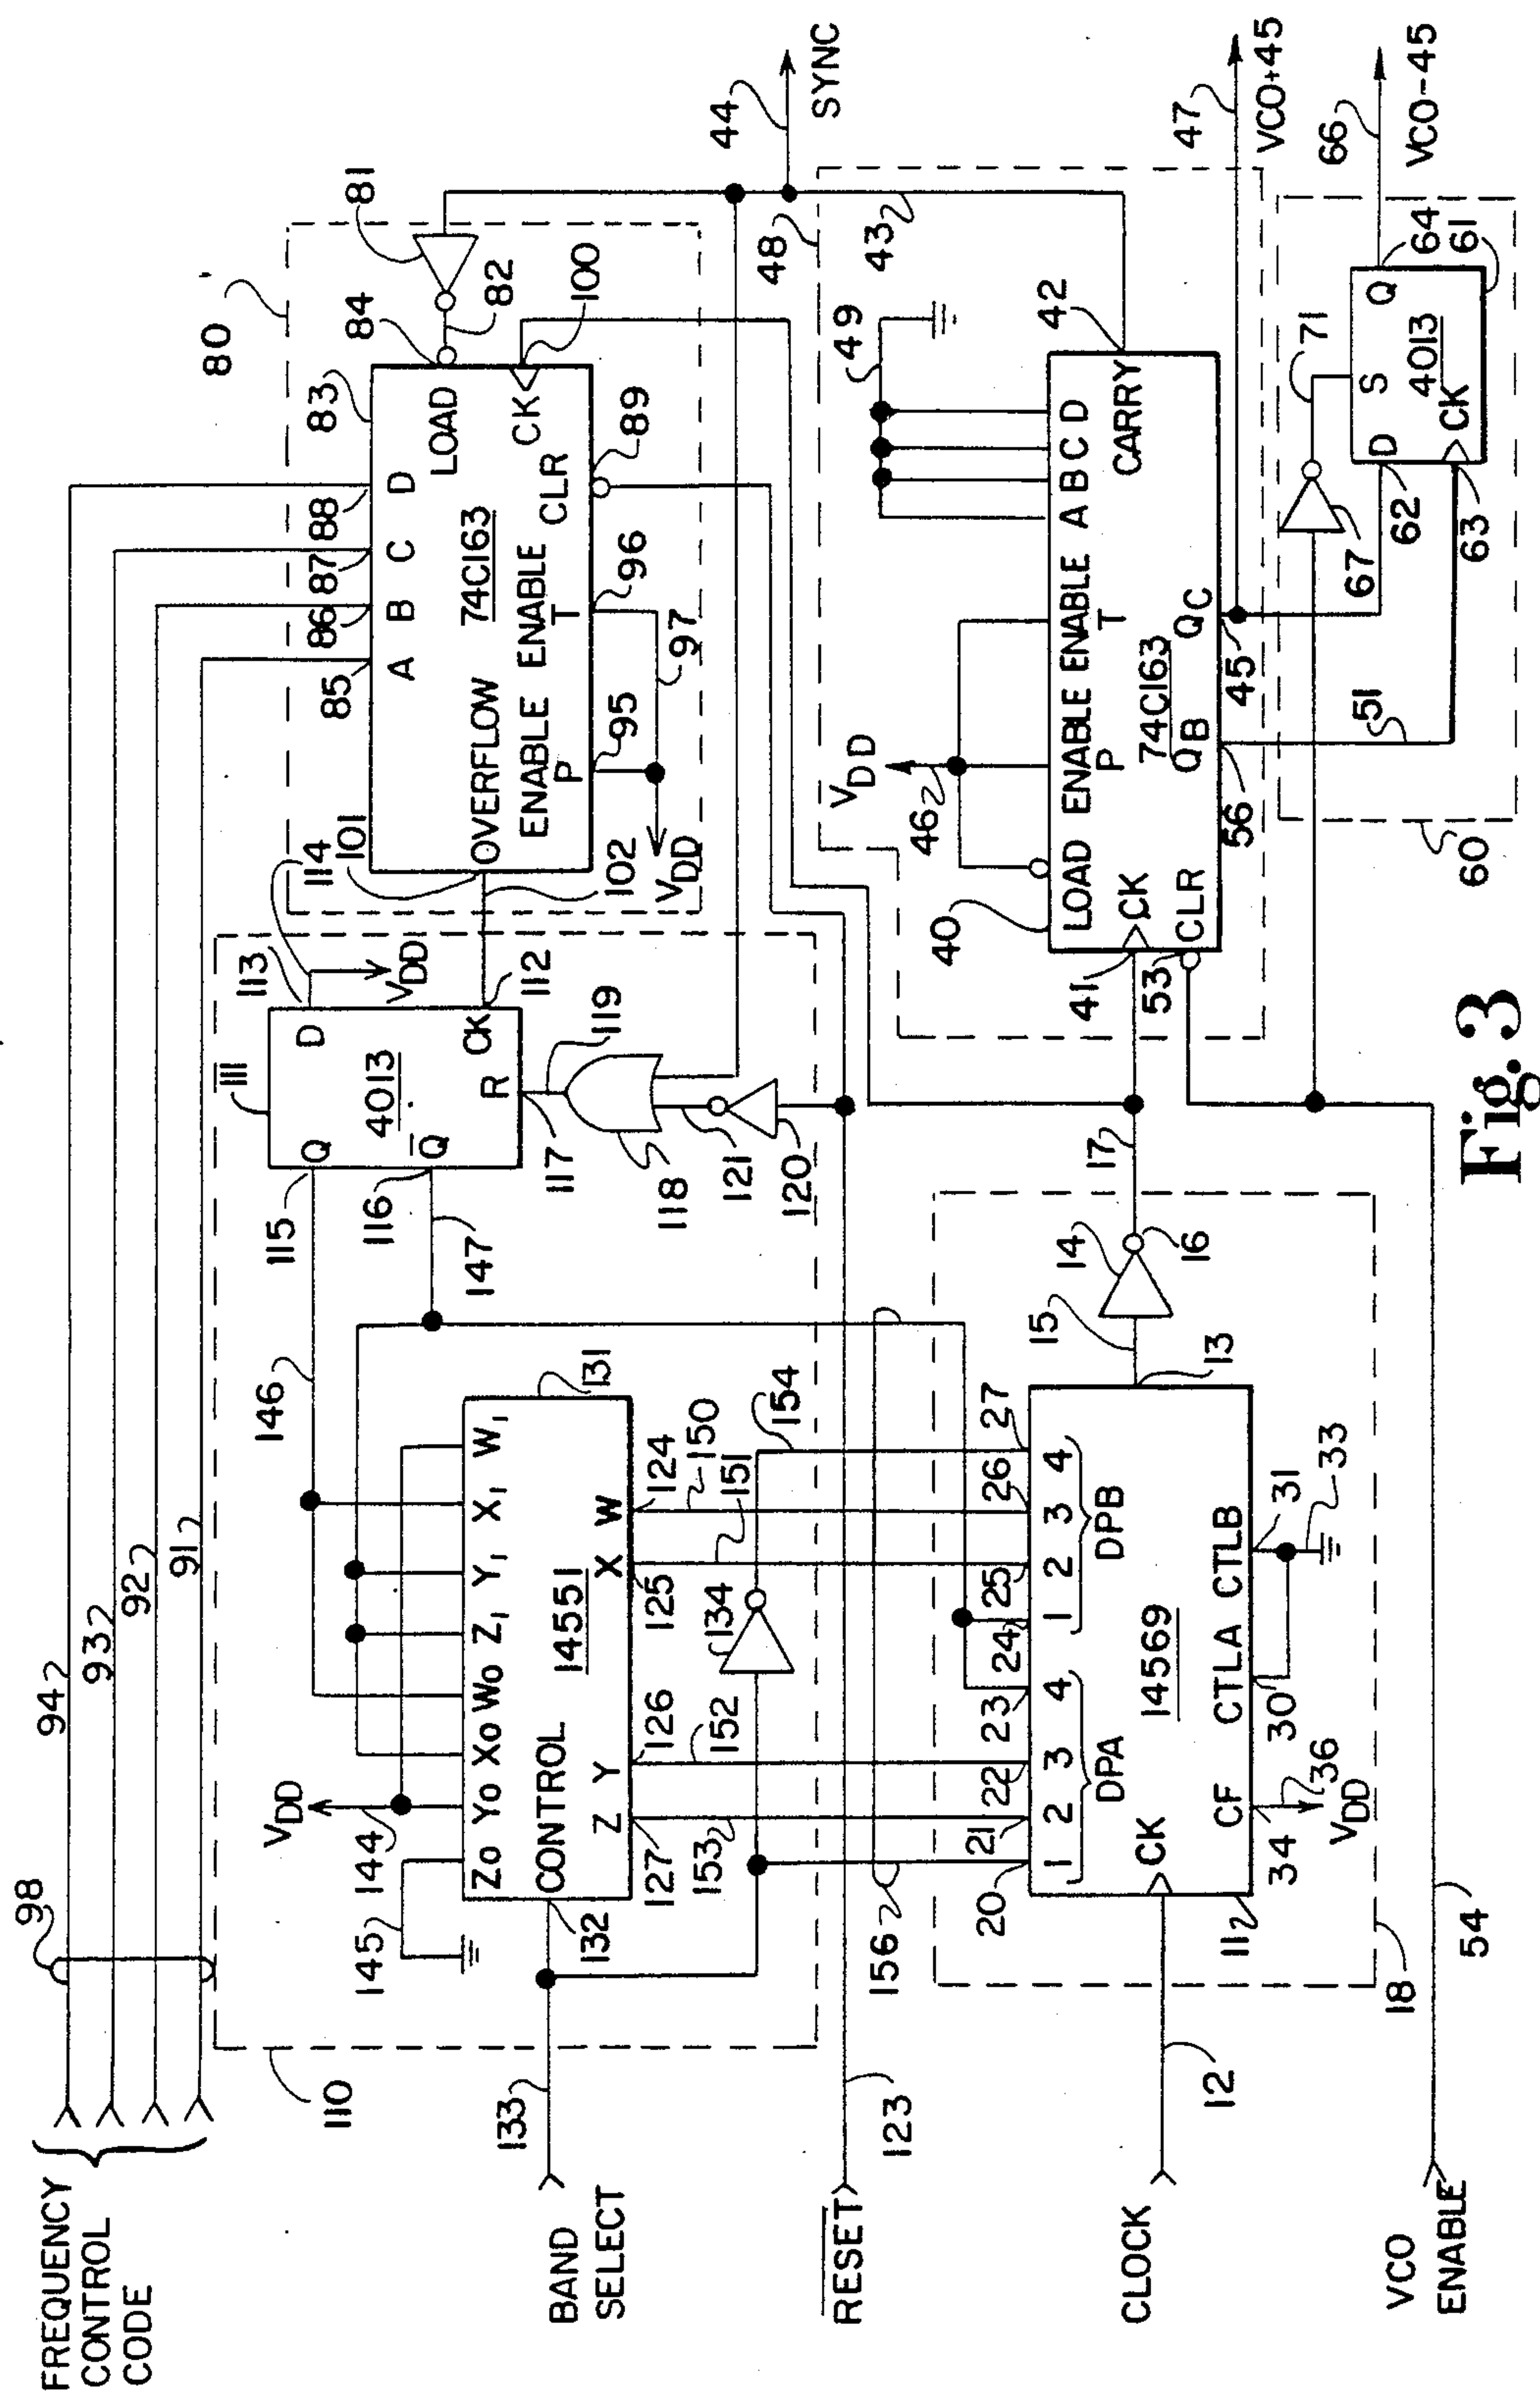 FREQUENCY
CONTROL
CODE
98
94
93
92
91
80
110
BAND
SELECT
133
132
145
144
VDD
Zo Yo Xo Wo Z1 Y1 X1 W1
CONTROL
14551
Z Y X W
127
126
125
124
131
146
147
115
116
111
Q
Q̅
4013
D
CK
R
113
114
VDD
112
117
119
118
121
120
101
102
OVERFLOW
85
86
87
88
A B C D
83
74C163
LOAD
CK
CLR
ENABLE ENABLE
P T
84
82
81
100
89
95
96
97
VDD
44
SYNC
R̅E̅S̅E̅T̅
123
153
152
134
151
150
154
156
CLOCK
12
11
18
20
21
22
23
24
25
26
27
1 2 3 4 1 2 3 4
DPA
DPB
CK
14569
CF
CTLA CTLB
34
36
VDD
30
31
33
13
15
14
16
17
41
53
40
46
VDD
49
48
43
42
LOAD ENABLE ENABLE A B C D
P T
CK
CLR
74C163
CARRY
QB
QC
56
45
47
VCO+45
51
60
67
71
62
63
D
S
Q
4013
CK
64
61
66
VCO-45
VCO
ENABLE
54
Fig. 3